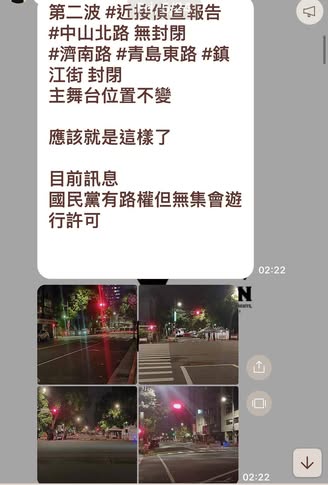 第二波 #近接偵查報告
#中山北路 無封閉
#濟南路 #青島東路 #鎮
江街 封閉
主舞台位置不變
應該就是這樣了
目前訊息
國民黨有路權但無集會遊
行許可
02:22
N
02:22